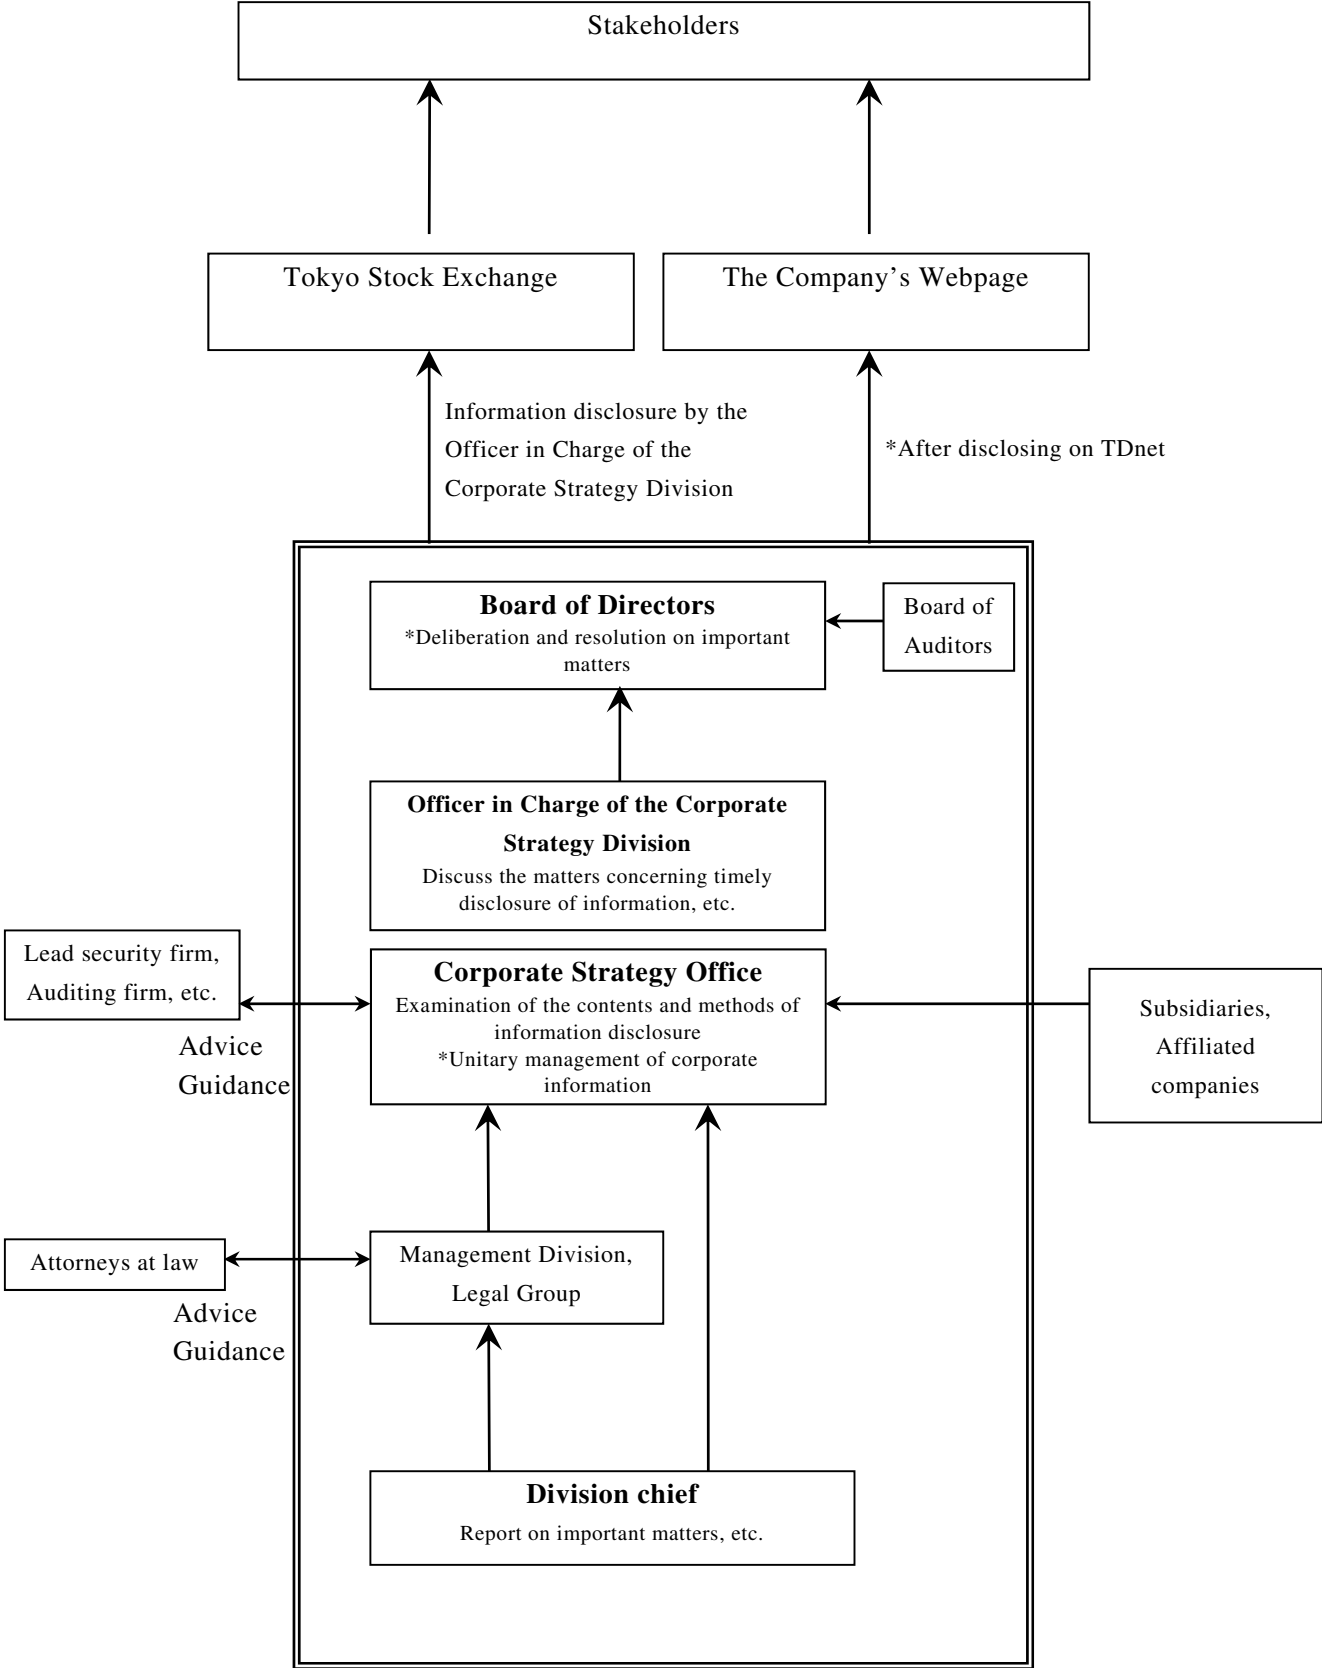 Stakeholders
Tokyo Stock Exchange
The Company’s Webpage
Information disclosure by the
Officer in Charge of the
Corporate Strategy Division
*After disclosing on TDnet
Board of Directors
*Deliberation and resolution on important
matters
Board of
Auditors
Officer in Charge of the Corporate
Strategy Division
Discuss the matters concerning timely
disclosure of information, etc.
Lead security firm,
Auditing firm, etc.
Advice
Guidance
Corporate Strategy Office
Examination of the contents and methods of
information disclosure
*Unitary management of corporate
information
Subsidiaries,
Affiliated
companies
Attorneys at law
Advice
Guidance
Management Division,
Legal Group
Division chief
Report on important matters, etc.